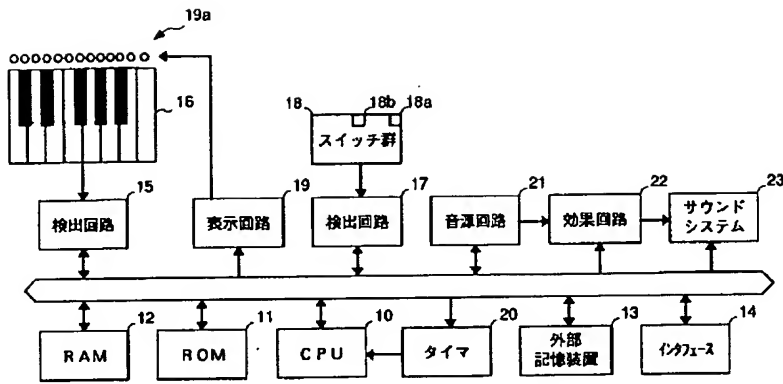 19a
16
18
18b
18a
スイッチ群
15
検出回路
19
表示回路
17
検出回路
21
音源回路
22
効果回路
23
サウンド
システム
12
RAM
11
ROM
10
CPU
20
タイマ
13
外部
記憶装置
14
インタフェース